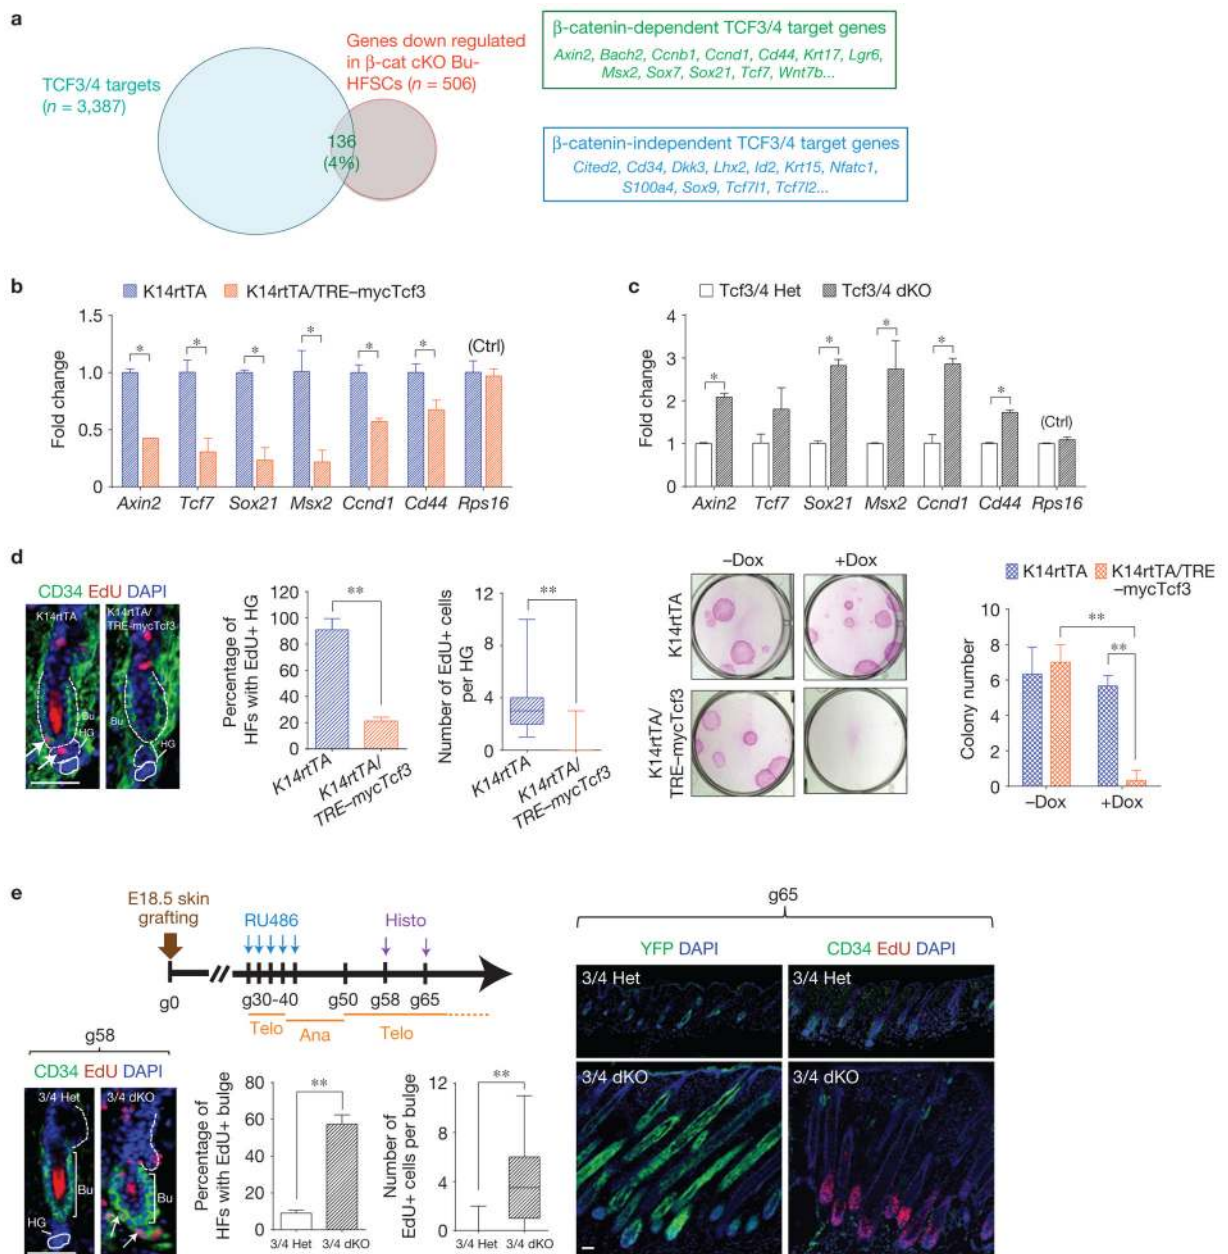 a
TCF3/4 targets
(n = 3,387)
Genes down regulated
in β-cat cKO Bu-
HFSCs (n = 506)
136
(4%)
β-catenin-dependent TCF3/4 target genes
Axin2, Bach2, Ccnb1, Ccnd1, Cd44, Krt17, Lgr6,
Msx2, Sox7, Sox21, Tcf7, Wnt7b...
β-catenin-independent TCF3/4 target genes
Cited2, Cd34, Dkk3, Lhx2, Id2, Krt15, Nfatc1,
S100a4, Sox9, Tcf7l1, Tcf7l2...
b
K14rtTA
K14rtTA/TRE–mycTcf3
Fold change
1.5
1.0
0.5
0
* * * * * *
(Ctrl)
Axin2 Tcf7 Sox21 Msx2 Ccnd1 Cd44 Rps16
c
Tcf3/4 Het
Tcf3/4 dKO
Fold change
4
3
2
1
0
* * * * *
(Ctrl)
Axin2 Tcf7 Sox21 Msx2 Ccnd1 Cd44 Rps16
d
CD34 EdU DAPI
K14rtTA
Bu
HG
K14rtTA/
TRE–mycTcf3
Bu
HG
Percentage of
HFs with EdU+ HG
120
100
80
60
40
20
0
**
K14rtTA
K14rtTA/
TRE–mycTcf3
Number of EdU+ cells
per HG
12
8
4
0
**
K14rtTA
K14rtTA/
TRE–mycTcf3
–Dox +Dox
K14rtTA
K14rtTA/
TRE–mycTcf3
K14rtTA
K14rtTA/TRE
–mycTcf3
Colony number
10
8
6
4
2
0
**
**
–Dox +Dox
e
E18.5 skin
grafting
RU486
Histo
g0 g30-40 g50 g58 g65
Telo
Ana
Telo
g58
CD34 EdU DAPI
3/4 Het
Bu
HG
3/4 dKO
Bu
Percentage of
HFs with EdU+ bulge
80
60
40
20
0
**
3/4 Het 3/4 dKO
Number of
EdU+ cells per bulge
12
9
6
3
0
**
3/4 Het 3/4 dKO
g65
YFP DAPI
CD34 EdU DAPI
3/4 Het
3/4 Het
3/4 dKO
3/4 dKO